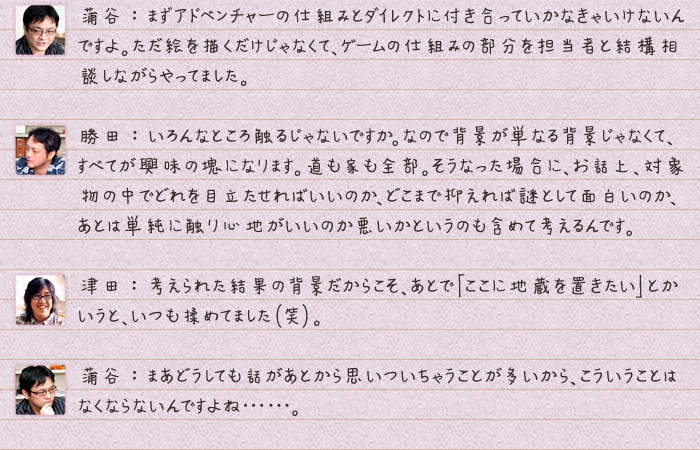 蒲谷：まずアドベンチャーの仕組みとダイレクトに付き合っていかなきゃいけないん
ですよ。ただ絵を描くだけじゃなくて、ゲームの仕組みの部分を担当者と結構相
談しながらやってました。
勝田：いろんなところ触るじゃないですか。なので背景が単なる背景じゃなくて、
すべてが興味の塊になります。道も家も全部。そうなった場合に、お話上、対象
物の中でどれを目立たせればいいのか、どこまで抑えれば謎として面白いのか、
あとは単純に触り心地がいいのか悪いかというのも含めて考えるんです。
津田：考えられた結果の背景だからこそ、あとで「ここに地蔵を置きたい」とか
いうと、いつも揉めてました(笑)。
蒲谷：まあどうしても話があとから思いついちゃうことが多いから、こういうことは
なくならないんですよね……。